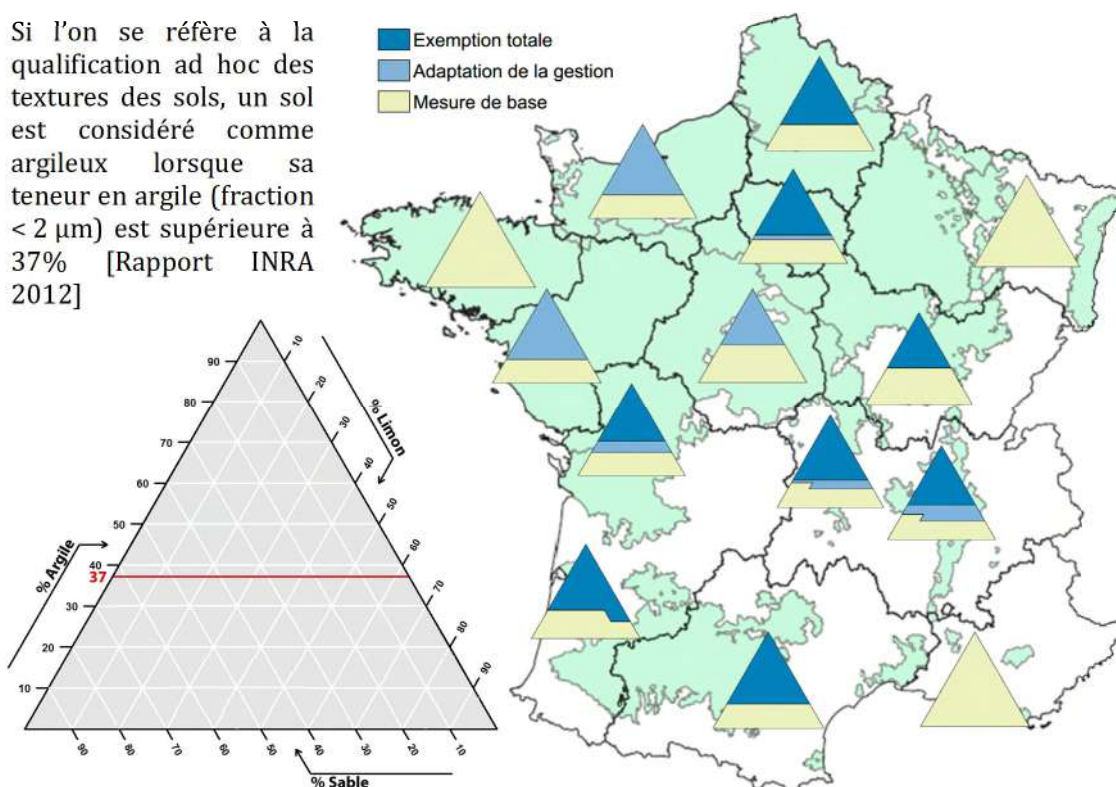 Si l'on se réfère à la
qualification ad hoc des
textures des sols, un sol
est considéré comme
argileux lorsque sa
teneur en argile (fraction
< 2 µm) est supérieure à
37% [Rapport INRA
2012]
Exemption totale
Adaptation de la gestion
Mesure de base
90
80
70
60
50
40
37
30
20
10
% Argile
10
20
30
40
50
60
70
80
90
% Limon
90
80
70
60
50
40
30
20
10
% Sable